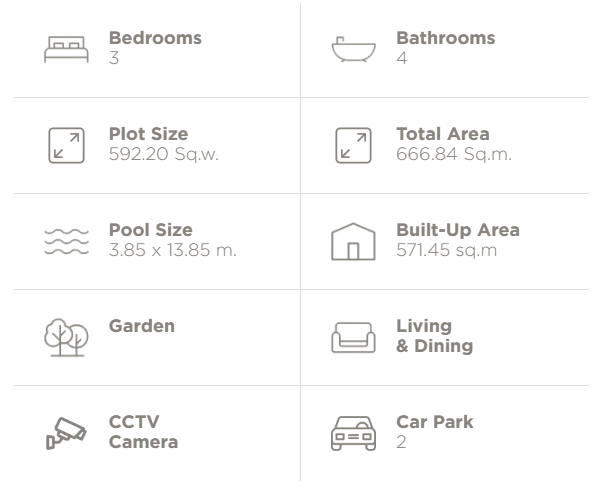 Bedrooms
3
Bathrooms
4
Plot Size
592.20 Sq.w.
Total Area
666.84 Sq.m.
Pool Size
3.85 x 13.85 m.
Built-Up Area
571.45 sq.m
Garden
Living
& Dining
CCTV
Camera
Car Park
2